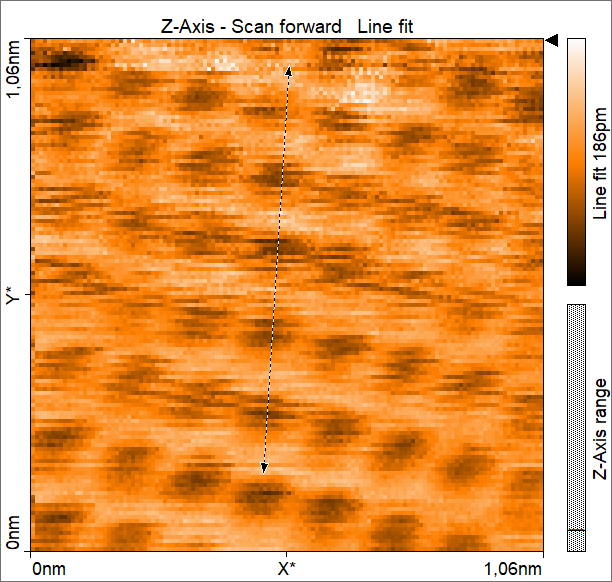 Z-Axis - Scan forward   Line fit
1,06nm
Y*
0nm
0nm
X*
1,06nm
Line fit 186pm
Z-Axis range